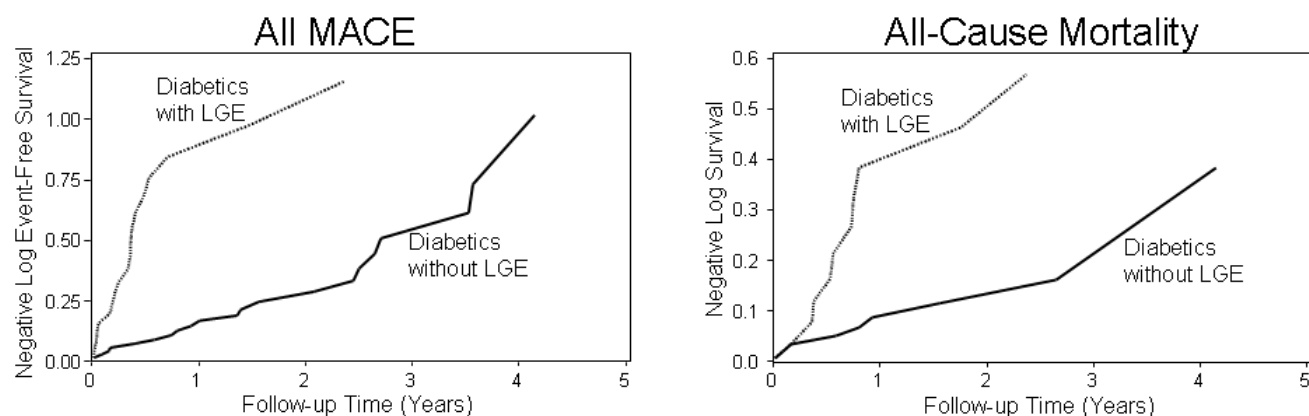 All MACE
Negative Log Event-Free Survival
1.25
1.00
0.75
0.50
0.25
0.00
Diabetics
with LGE
Diabetics
without LGE
0 1 2 3 4 5
Follow-up Time (Years)
All-Cause Mortality
Negative Log Survival
0.6
0.5
0.4
0.3
0.2
0.1
0.0
Diabetics
with LGE
Diabetics
without LGE
0 1 2 3 4 5
Follow-up Time (Years)